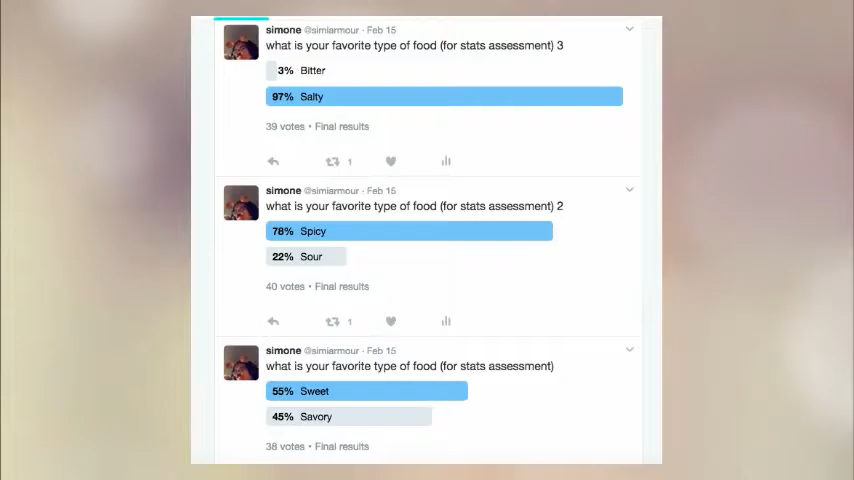 simone @simiarmour · Feb 15
what is your favorite type of food (for stats assessment) 3
3% Bitter
97% Salty
39 votes • Final results
1
simone @simiarmour · Feb 15
what is your favorite type of food (for stats assessment) 2
78% Spicy
22% Sour
40 votes • Final results
1
simone @simiarmour · Feb 15
what is your favorite type of food (for stats assessment)
55% Sweet
45% Savory
38 votes • Final results